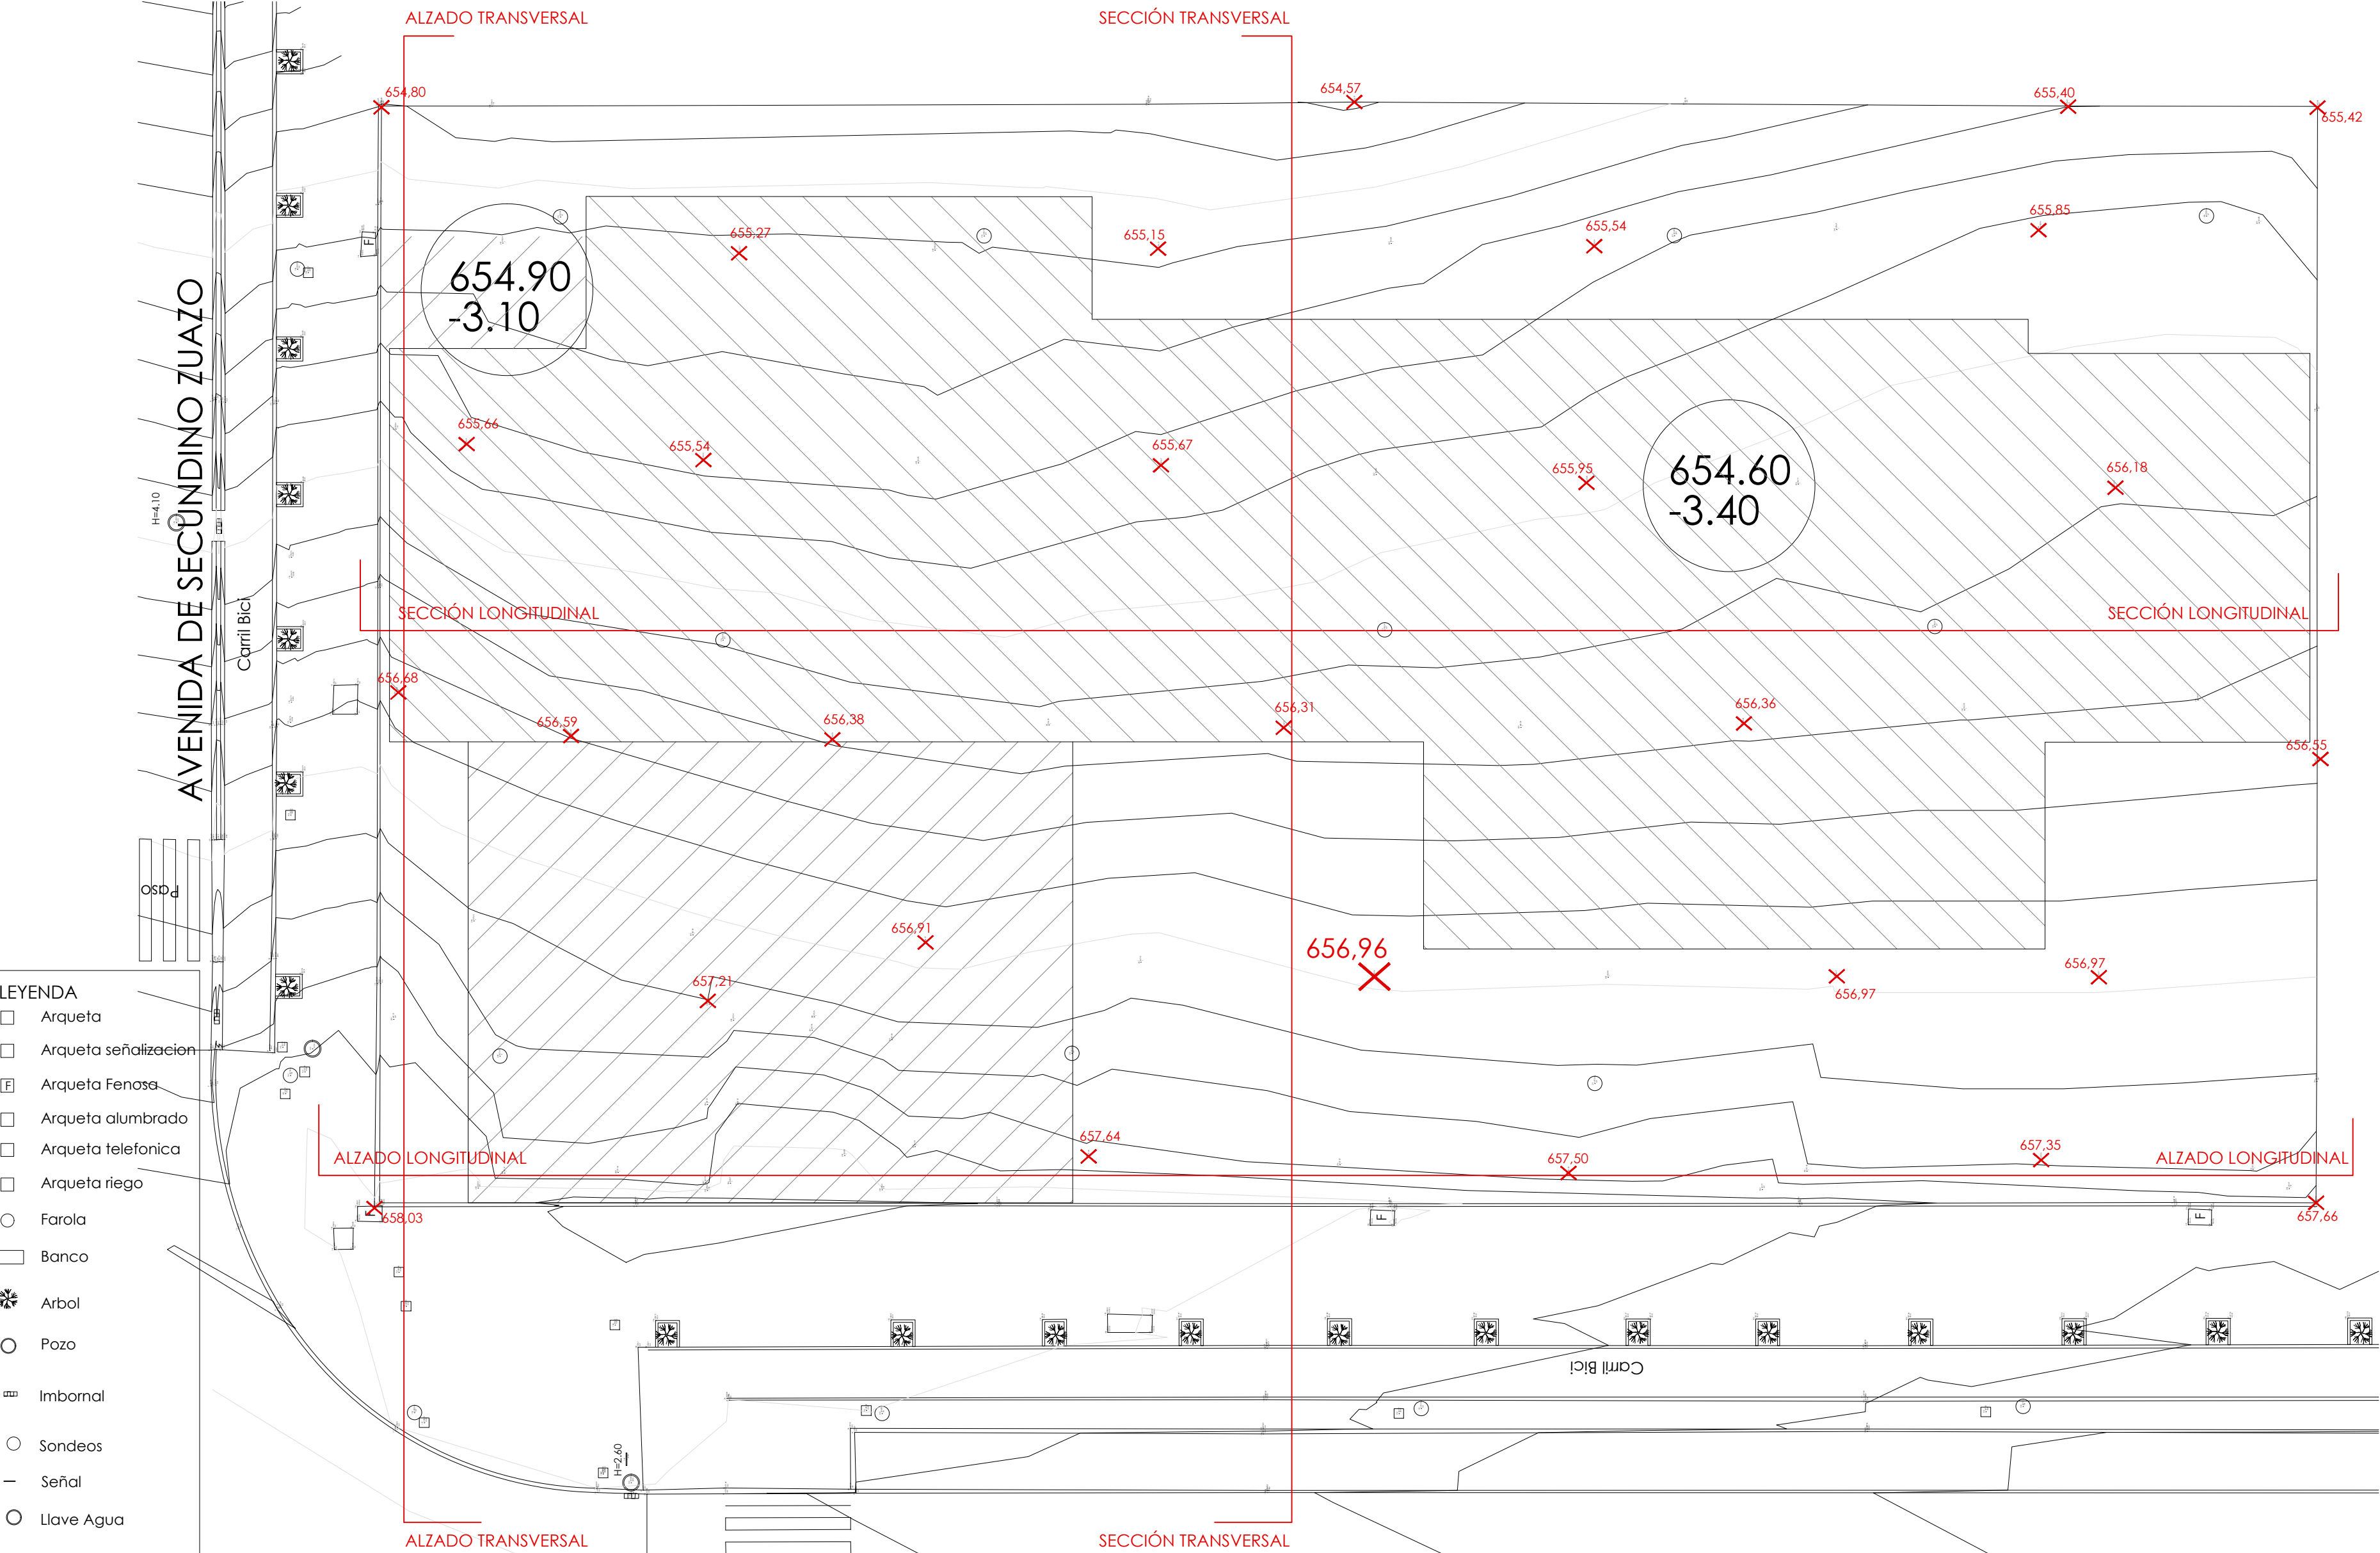 ALZADO TRANSVERSAL
SECCIÓN TRANSVERSAL
654,80
654,57
655,40
655,42
655,27
655,15
655,54
655,85
F
654.90
-3.10
AVENIDA DE SECUNDINO ZUAZO
655,66
655,54
655,67
655,95
656,18
654.60
-3.40
H=4.10
Carril Bici
SECCIÓN LONGITUDINAL
SECCIÓN LONGITUDINAL
656,68
656,59
656,38
656,31
656,36
656,55
Paso
656,91
656,96
657,21
656,97
656,97
LEYENDA
Arqueta
Arqueta señalizacion
F Arqueta Fenosa
Arqueta alumbrado
Arqueta telefonica
Arqueta riego
Farola
Banco
Arbol
Pozo
Imbornal
Sondeos
Señal
Llave Agua
657,64
657,50
657,35
ALZADO LONGITUDINAL
ALZADO LONGITUDINAL
F
658,03
F
F
657,66
Carril Bici
H=2.60
ALZADO TRANSVERSAL
SECCIÓN TRANSVERSAL